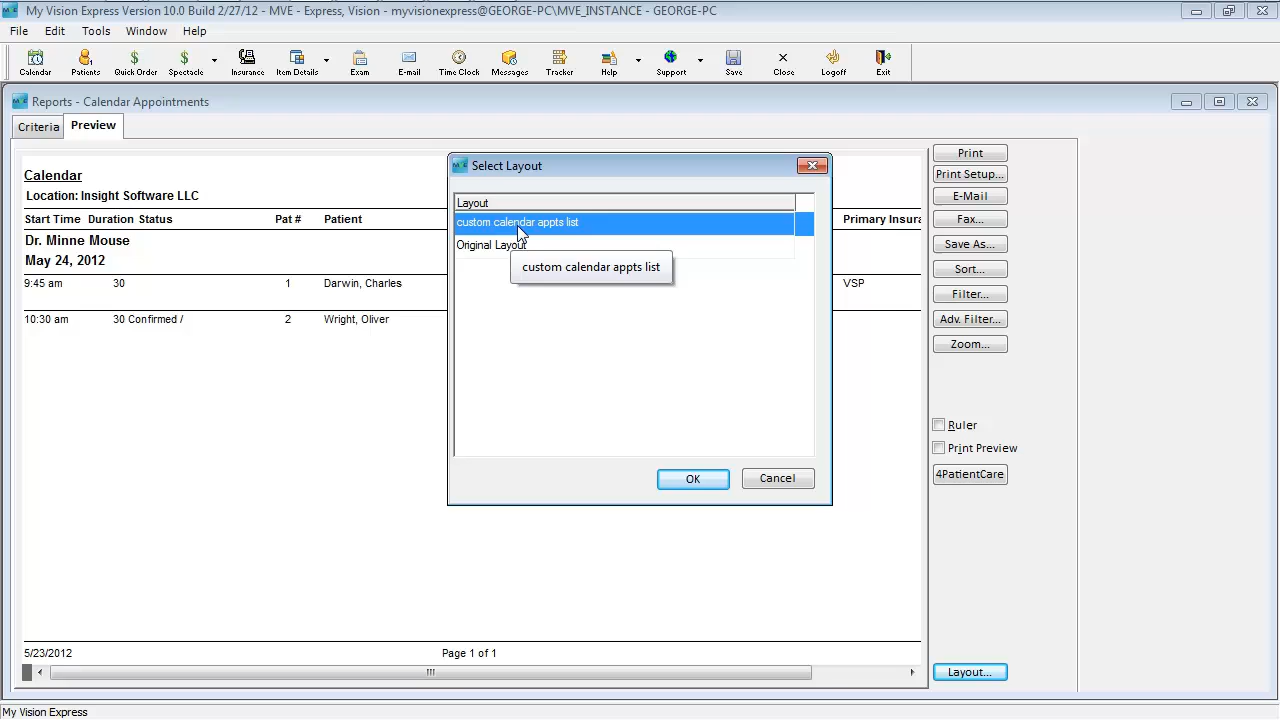 My Vision Express Version 10.0 Build 2/27/12 - MVE - Express, Vision - myvisionexpress@GEORGE-PC\MVE_INSTANCE - GEORGE-PC
File Edit Tools Window Help
Calendar Patients Quick Order Spectacle Insurance Item Details Exam E-mail Time Clock Messages Tracker Help Support Save Close Logoff Exit
Reports - Calendar Appointments
Criteria Preview
Calendar
Location: Insight Software LLC
Start Time Duration Status Pat # Patient Primary Insura
Dr. Minne Mouse
May 24, 2012
9:45 am 30 1 Darwin, Charles VSP
10:30 am 30 Confirmed / 2 Wright, Oliver
5/23/2012 Page 1 of 1
Select Layout
Layout
custom calendar appts list
Original Layout
custom calendar appts list
OK Cancel
Print
Print Setup...
E-Mail
Fax...
Save As...
Sort...
Filter...
Adv. Filter...
Zoom...
Ruler
Print Preview
4PatientCare
Layout...
My Vision Express